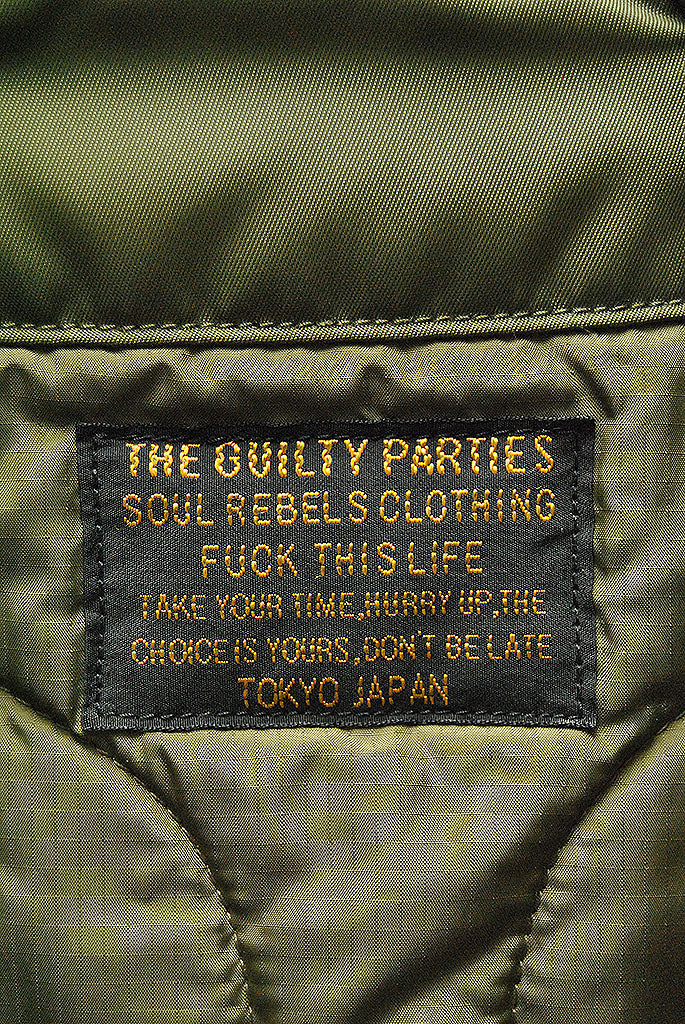 THE GUILTY PARTIES
SOUL REBELS CLOTHING
FUCK THIS LIFE
TAKE YOUR TIME,HURRY UP,THE
CHOICE IS YOURS,DON'T BE LATE
TOKYO JAPAN